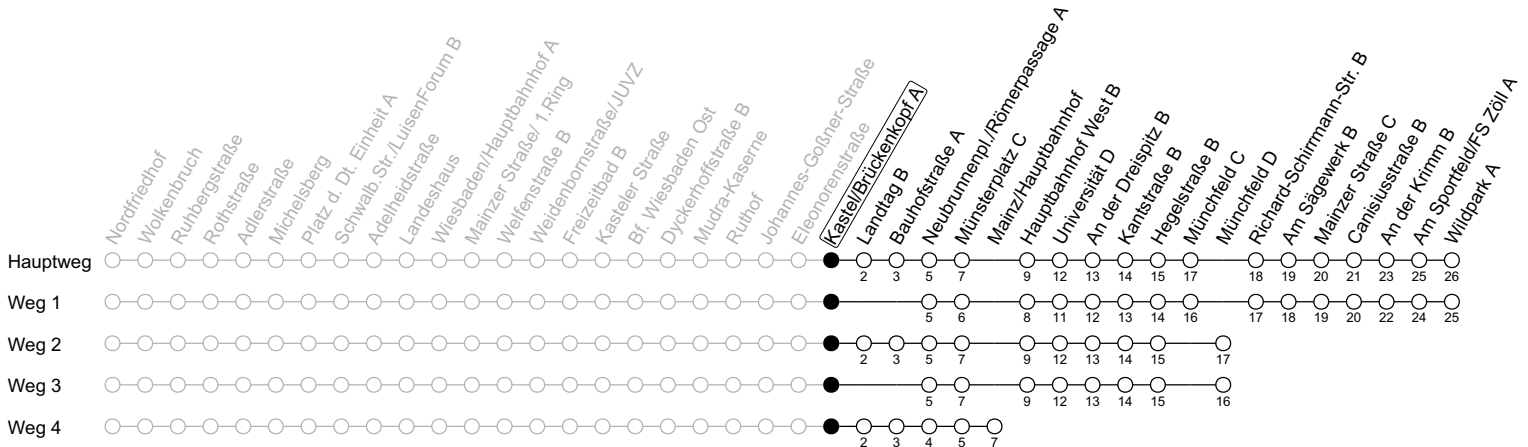 Nordfriedhof
Wolkenbruch
Ruhbergstraße
Rothstraße
Adlerstraße
Michelsberg
Platz d. Dt. Einheit A
Schwalb.Str./LuisenForum B
Adelheidstraße
Landeshaus
Wiesbaden/Hauptbahnhof A
Mainzer Straße/ 1.Ring
Welfenstraße B
Weidenbornstraße/JUVZ
Freizeitbad B
Kasteler Straße
Bf. Wiesbaden Ost
Dyckerhoffstraße B
Mudra-Kaserne
Ruthof
Johannes-Goßner-Straße
Eleonorenstraße
Kastel/Brückenkopf A
Landtag B
Bauhofstraße A
Neubrunnenpl./Römerpassage A
Münsterplatz C
Mainz/Hauptbahnhof
Hauptbahnhof West B
Universität D
An der Dreispitz B
Kantstraße B
Hegelstraße B
Münchfeld C
Münchfeld D
Richard-Schirrmann-Str. B
Am Sägewerk B
Mainzer Straße C
Canisiusstraße B
An der Krimm B
Am Sportfeld/FS Zöll A
Wildpark A
Hauptweg
2 3 5 7 9 12 13 14 15 17 18 19 20 21 23 25 26
Weg 1
5 6 8 11 12 13 14 16 17 18 19 20 22 24 25
Weg 2
2 3 5 7 9 12 13 14 15 17
Weg 3
5 7 9 12 13 14 15 16
Weg 4
2 3 4 5 7